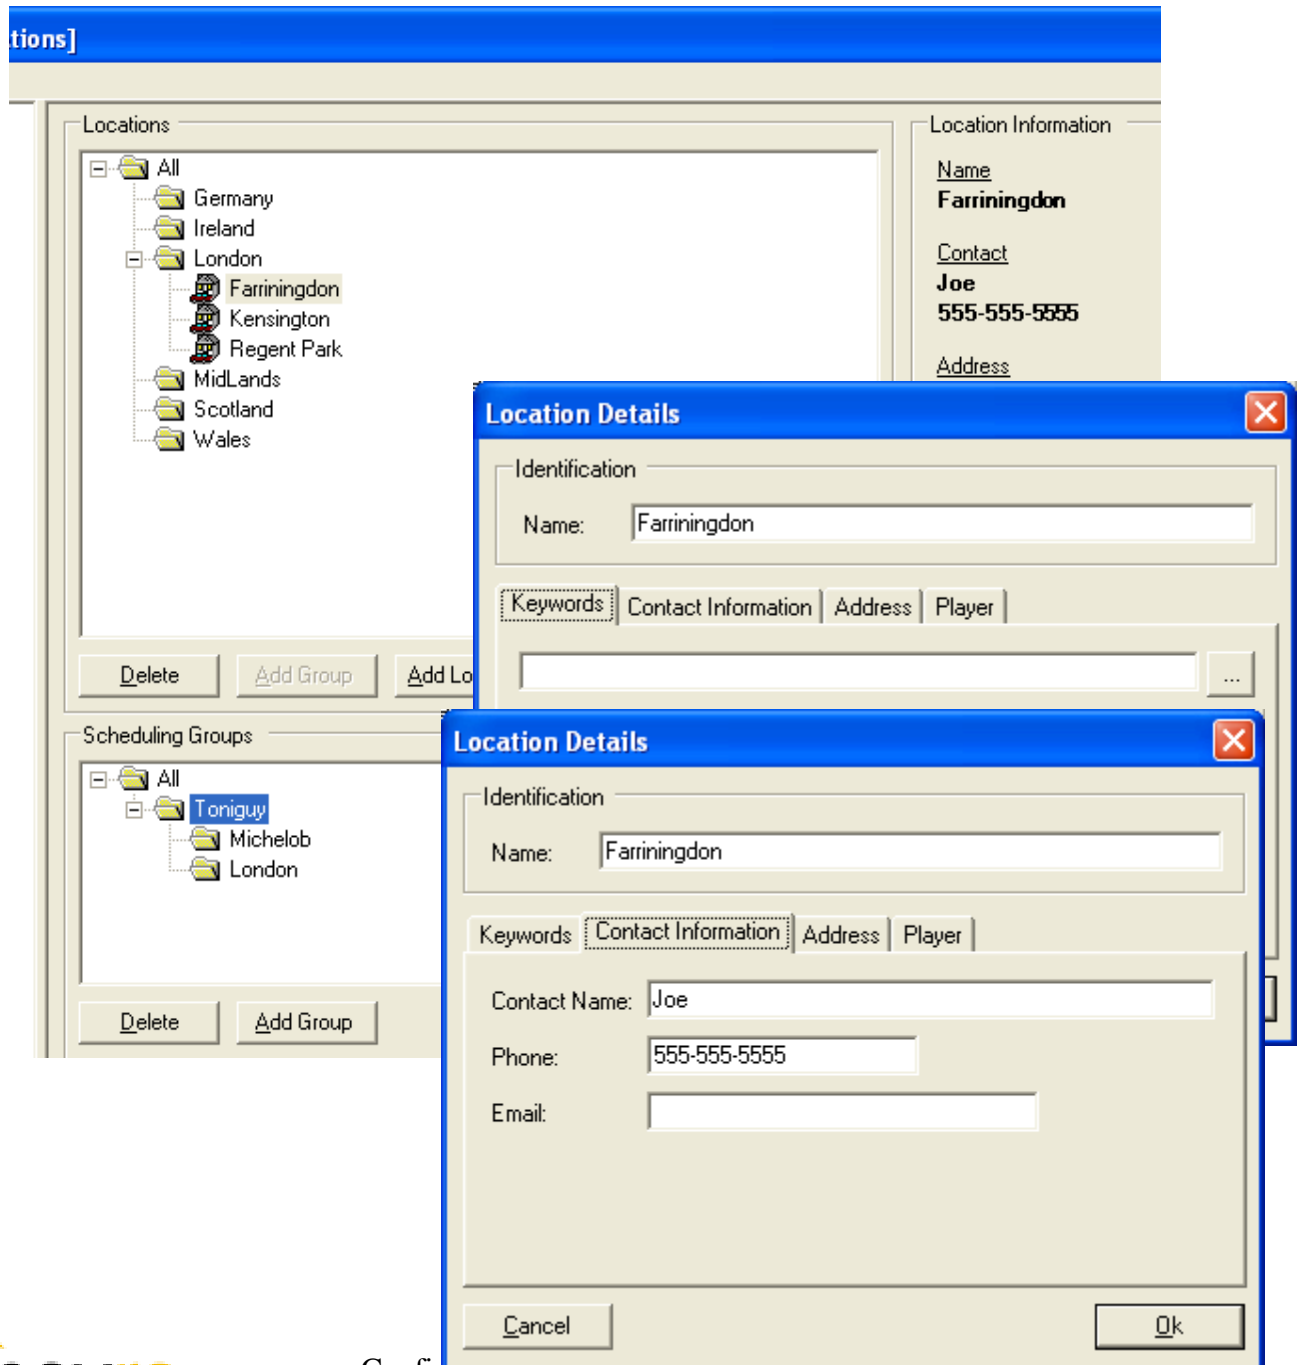 tions]
Locations
All
Germany
Ireland
London
Farriningdon
Kensington
Regent Park
MidLands
Scotland
Wales
Delete
Add Group
Add Lo
Location Information
Name
Farriningdon
Contact
Joe
555-555-5555
Address
Scheduling Groups
All
Toniguy
Michelob
London
Delete
Add Group
Location Details
Identification
Name: Farriningdon
Keywords Contact Information Address Player
...
Location Details
Identification
Name: Farriningdon
Keywords Contact Information Address Player
Contact Name: Joe
Phone: 555-555-5555
Email:
Cancel
Ok